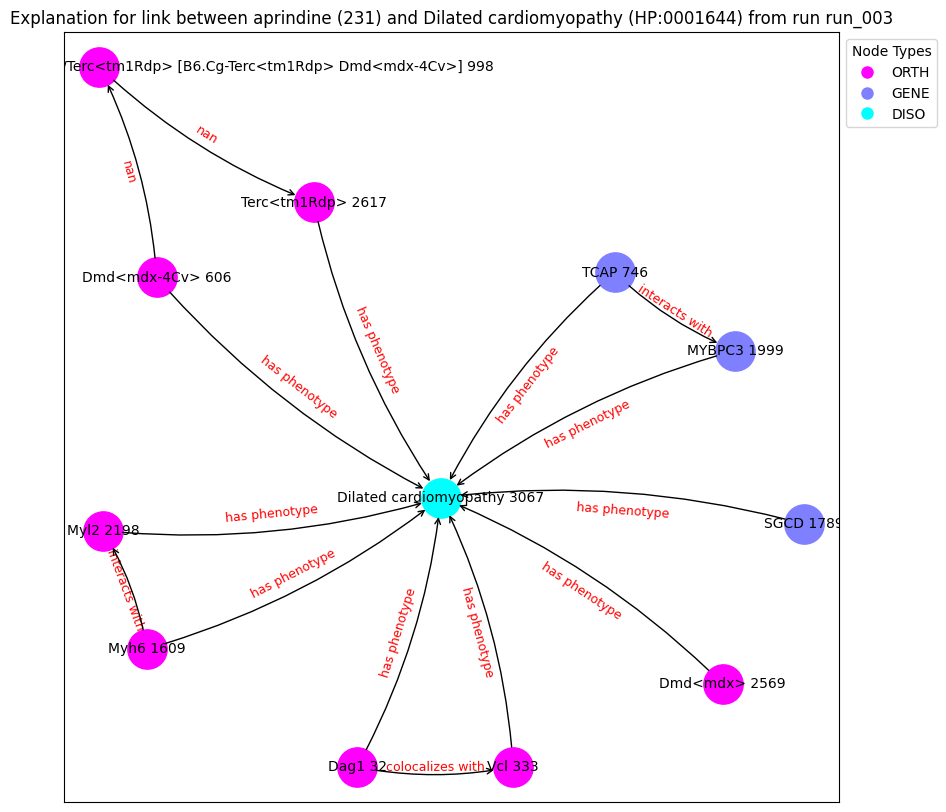 Explanation for link between aprindine (231) and Dilated cardiomyopathy (HP:0001644) from run run_003
Node Types
ORTH
GENE
DISO
/Terc<tm1Rdp> [B6.Cg-Terc<tm1Rdp> Dmd<mdx-4Cv>] 998
nan
nan
Terc<tm1Rdp> 2617
Dmd<mdx-4Cv> 606
TCAP 746
interacts with
MYBPC3 1999
has phenotype
has phenotype
has phenotype
has phenotype
Dilated cardiomyopathy 3067
has phenotype
SGCD 1789
has phenotype
Myl2 2198
interacts with
has phenotype
has phenotype
Myh6 1609
has phenotype
has phenotype
Dmd<mdx> 2569
Dag1 32
colocalizes with
Vcl 333